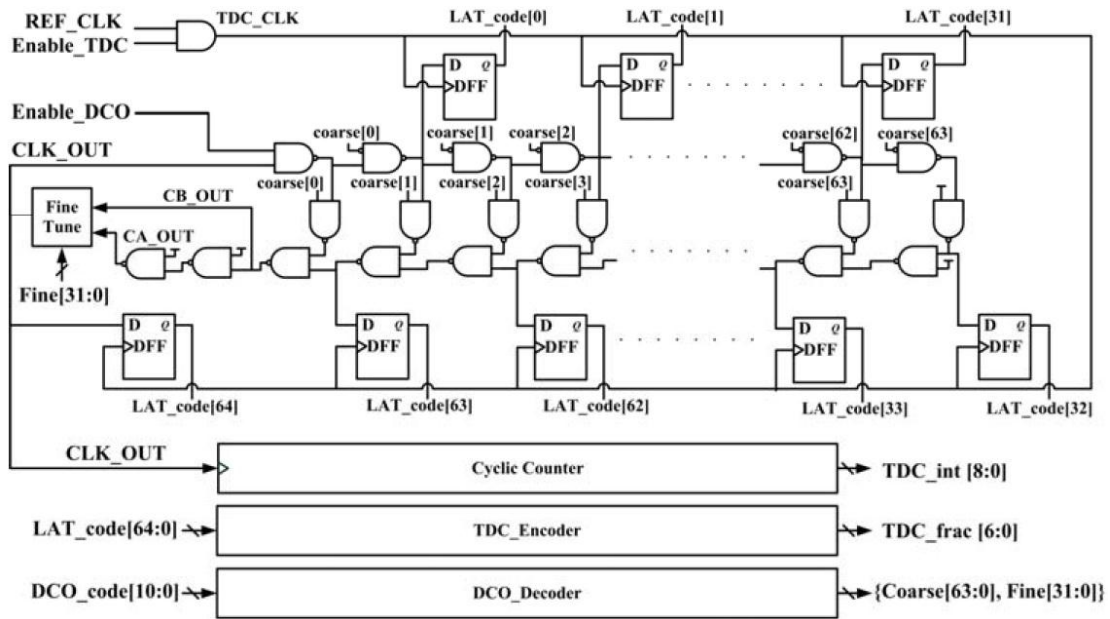 REF_CLK
Enable_TDC
TDC_CLK
LAT_code[0]
LAT_code[1]
LAT_code[31]
D Q
DFF
D Q
DFF
D Q
DFF
Enable_DCO
CLK_OUT
coarse[0]
coarse[1]
coarse[2]
coarse[62]
coarse[63]
coarse[0]
coarse[1]
coarse[2]
coarse[3]
coarse[63]
Fine
Tune
CB_OUT
CA_OUT
Fine[31:0]
D Q
DFF
D Q
DFF
D Q
DFF
D Q
DFF
D Q
DFF
LAT_code[64]
LAT_code[63]
LAT_code[62]
LAT_code[33]
LAT_code[32]
CLK_OUT
Cyclic Counter
TDC_int [8:0]
LAT_code[64:0]
TDC_Encoder
TDC_frac [6:0]
DCO_code[10:0]
DCO_Decoder
{Coarse[63:0], Fine[31:0]}